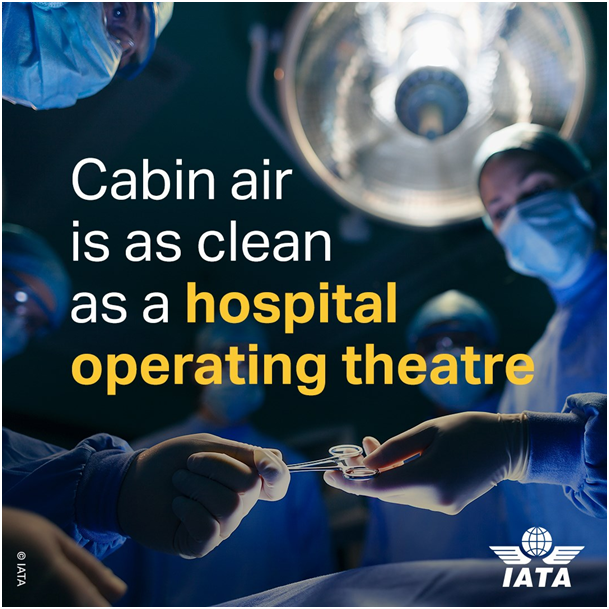 Cabin air
is as clean
as a hospital
operating theatre
© IATA
IATA